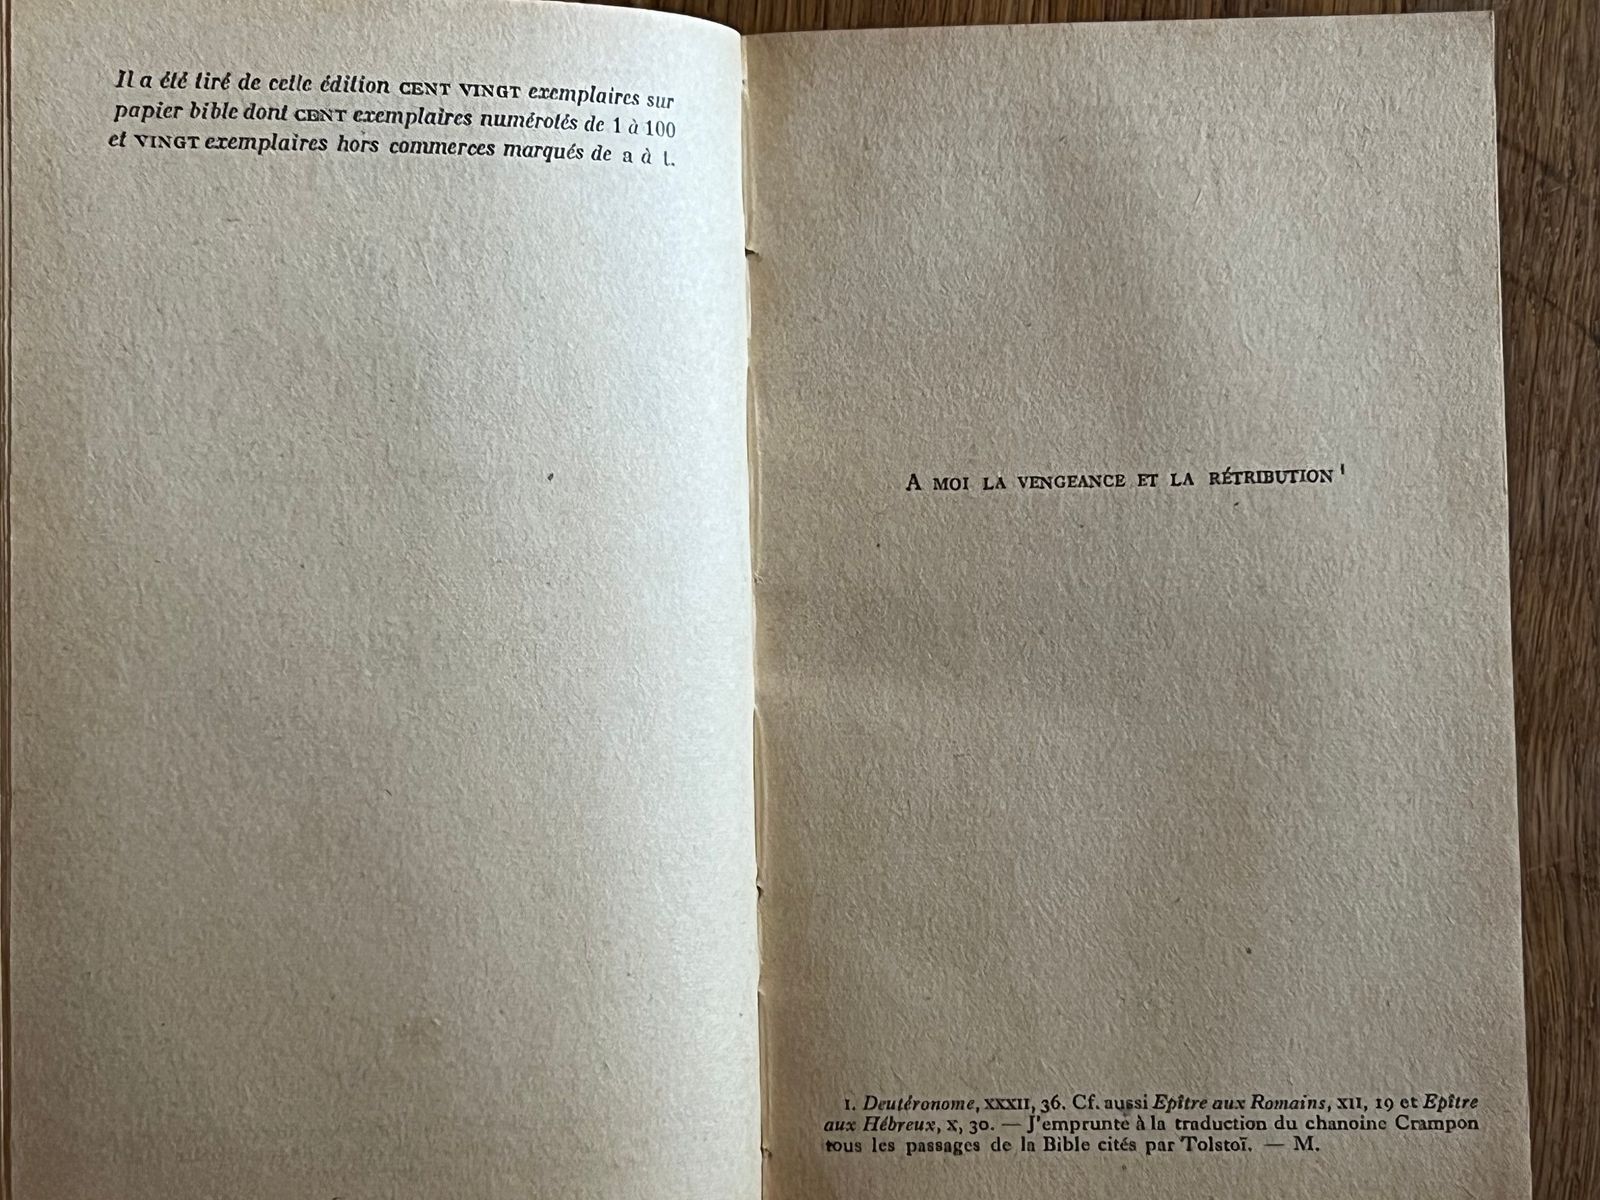 Il a été tiré de cette édition CENT VINGT exemplaires sur
papier bible dont CENT exemplaires numérotés de 1 à 100
et VINGT exemplaires hors commerces marqués de a à t.
A MOI LA VENGEANCE ET LA RÉTRIBUTION 1
1. Deutéronome, XXXII, 36. Cf. aussi Epître aux Romains, XII, 19 et Epître
aux Hébreux, X, 30. — J'emprunte à la traduction du chanoine Crampon
tous les passages de la Bible cités par Tolstoï. — M.